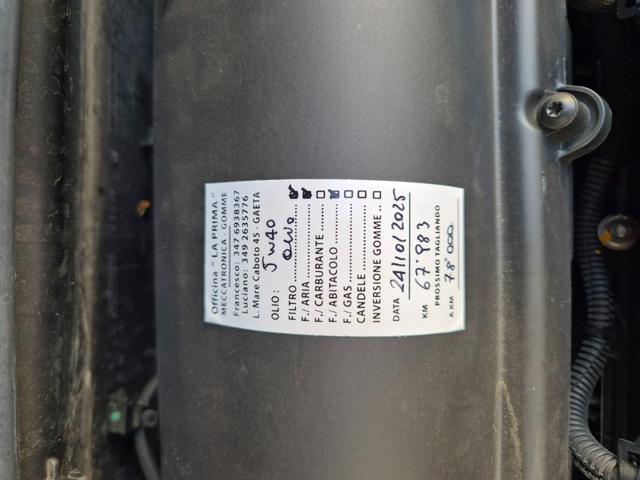 Officina " LA PRIMA "
MECCATRONICA - GOMME
Francesco: 347 6938367
Luciano: 349 2635776
L. Mare Caboto 45 - GAETA
OLIO: 5W40
FILTRO
F./ ARIA
F./ CARBURANTE
F./ ABITACOLO
F./ GAS
CANDELE
INVERSIONE GOMME
DATA 24/10/2025
KM 67'983
PROSSIMO TAGLIANDO
A KM 78'000